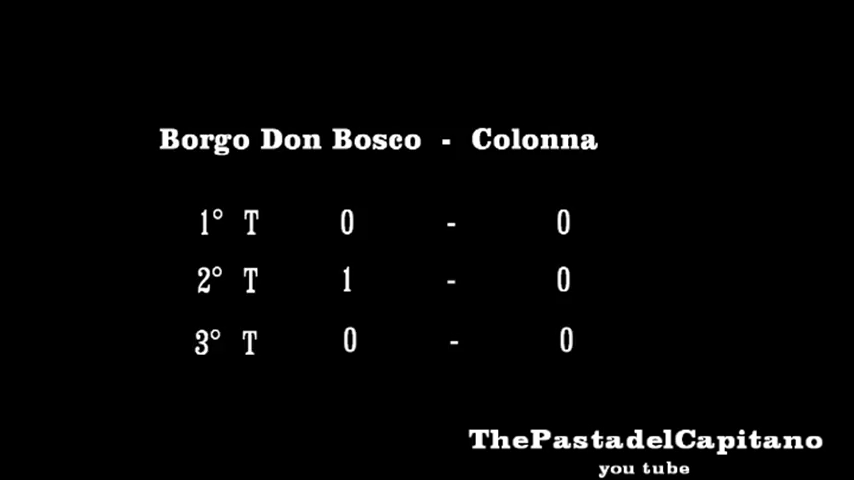 Borgo Don Bosco - Colonna
1° T 0 - 0
2° T 1 - 0
3° T 0 - 0
ThePastadelCapitano
you tube